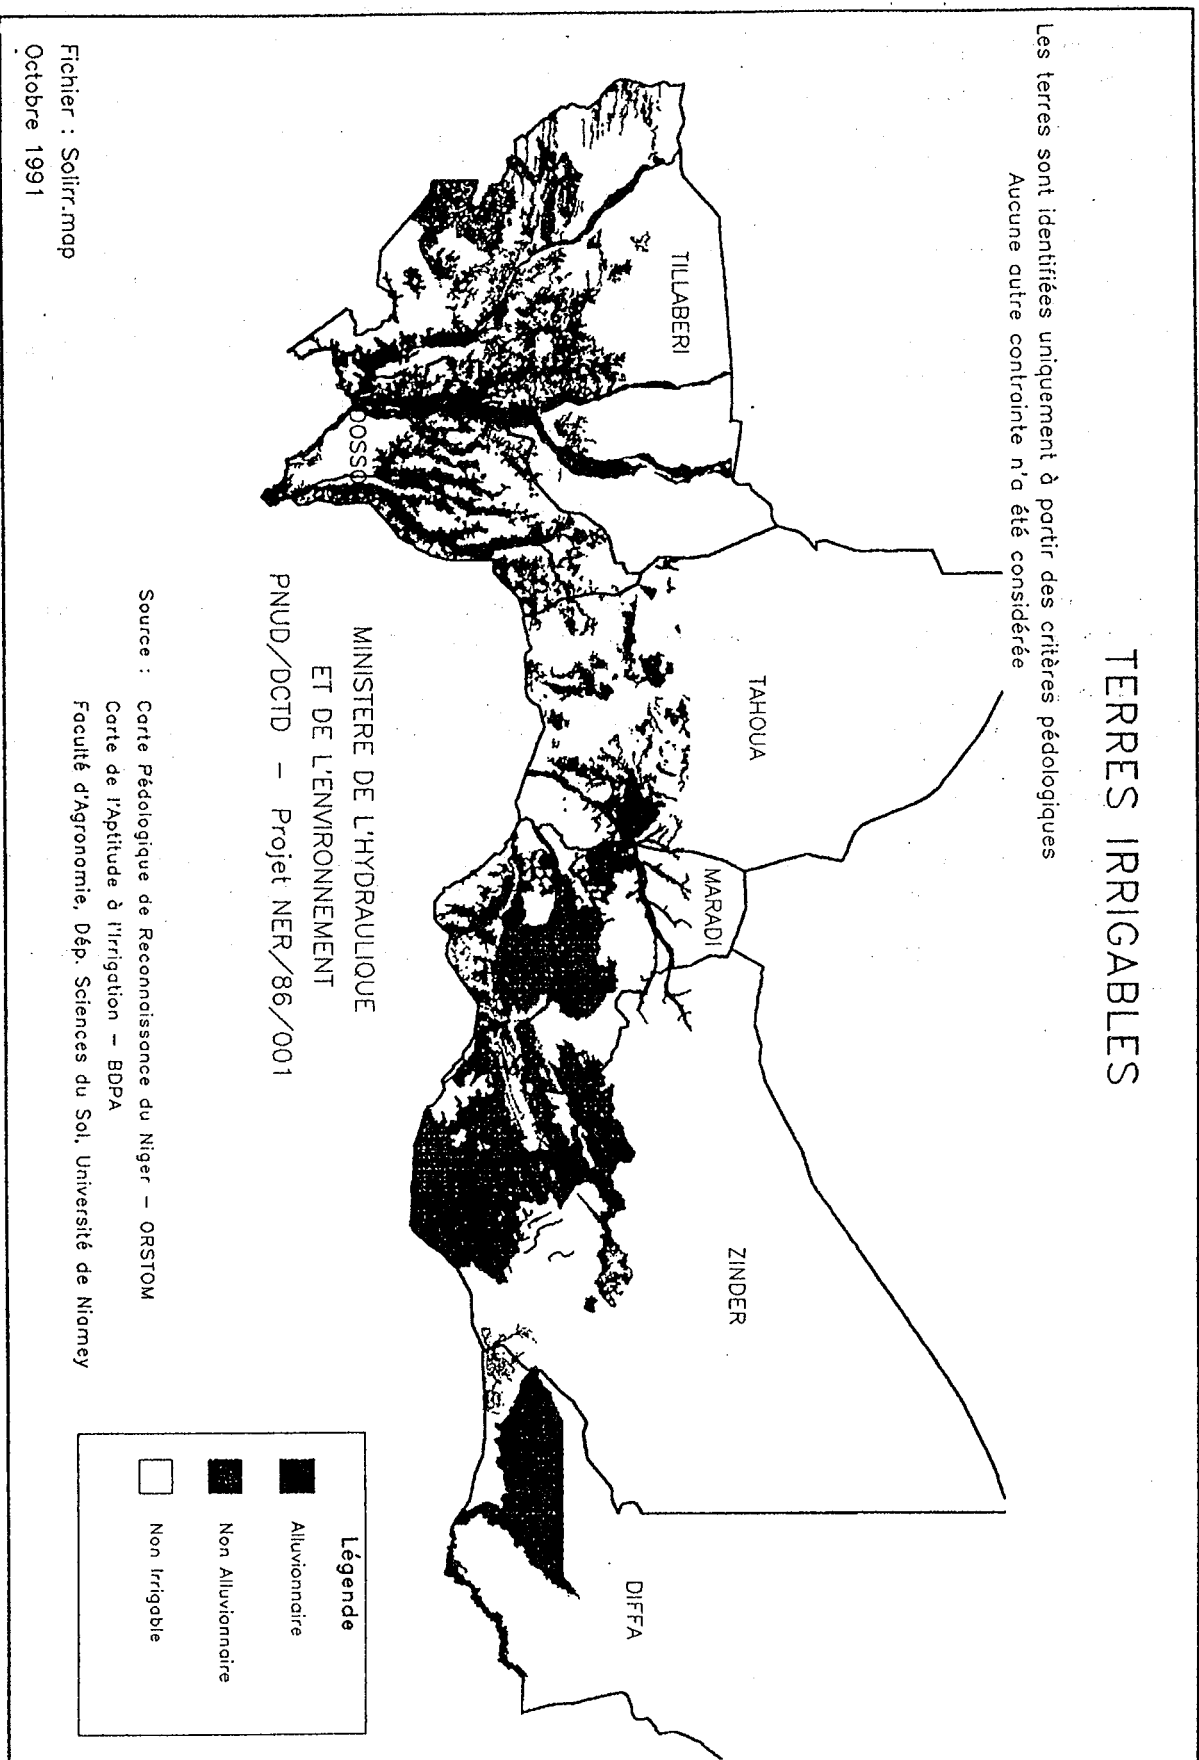 TERRES IRRIGABLES
Les terres sont identifiées uniquement à partir des critères pédologiques
Aucune autre contrainte n'a été considérée
TILLABERI
TAHOUA
MARADI
ZINDER
DIFFA
DOSSO
MINISTERE DE L'HYDRAULIQUE
ET DE L'ENVIRONNEMENT
PNUD/DCTD – Projet NER/86/001
Légende
Alluvionnaire
Non Alluvionnaire
Non Irrigable
Source : Carte Pédologique de Reconnaissance du Niger – ORSTOM
Carte de l'Aptitude à l'Irrigation – BDPA
Faculté d'Agronomie, Dép. Sciences du Sol, Université de Niamey
Fichier : Solirr.map
Octobre 1991